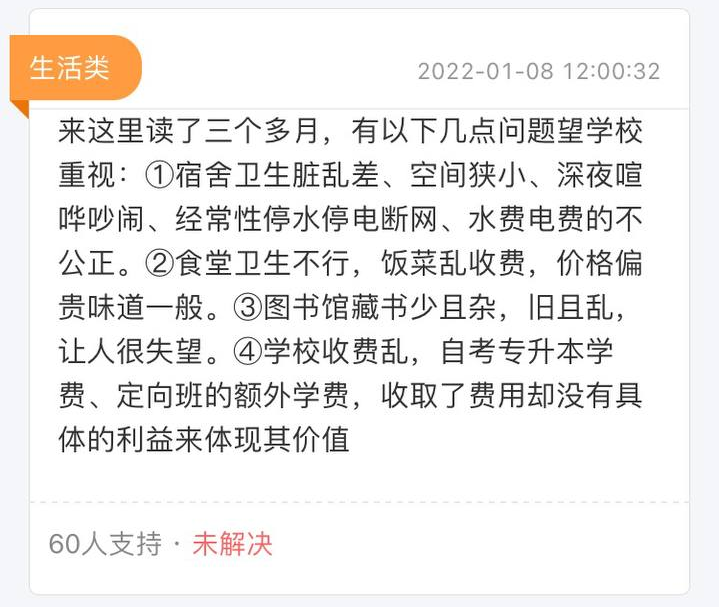 生活类
2022-01-08 12:00:32
来这里读了三个多月，有以下几点问题望学校
重视：①宿舍卫生脏乱差、空间狭小、深夜喧
哗吵闹、经常性停水停电断网、水费电费的不
公正。②食堂卫生不行，饭菜乱收费，价格偏
贵味道一般。③图书馆藏书少且杂，旧且乱，
让人很失望。④学校收费乱，自考专升本学
费、定向班的额外学费，收取了费用却没有具
体的利益来体现其价值
60人支持 · 未解决